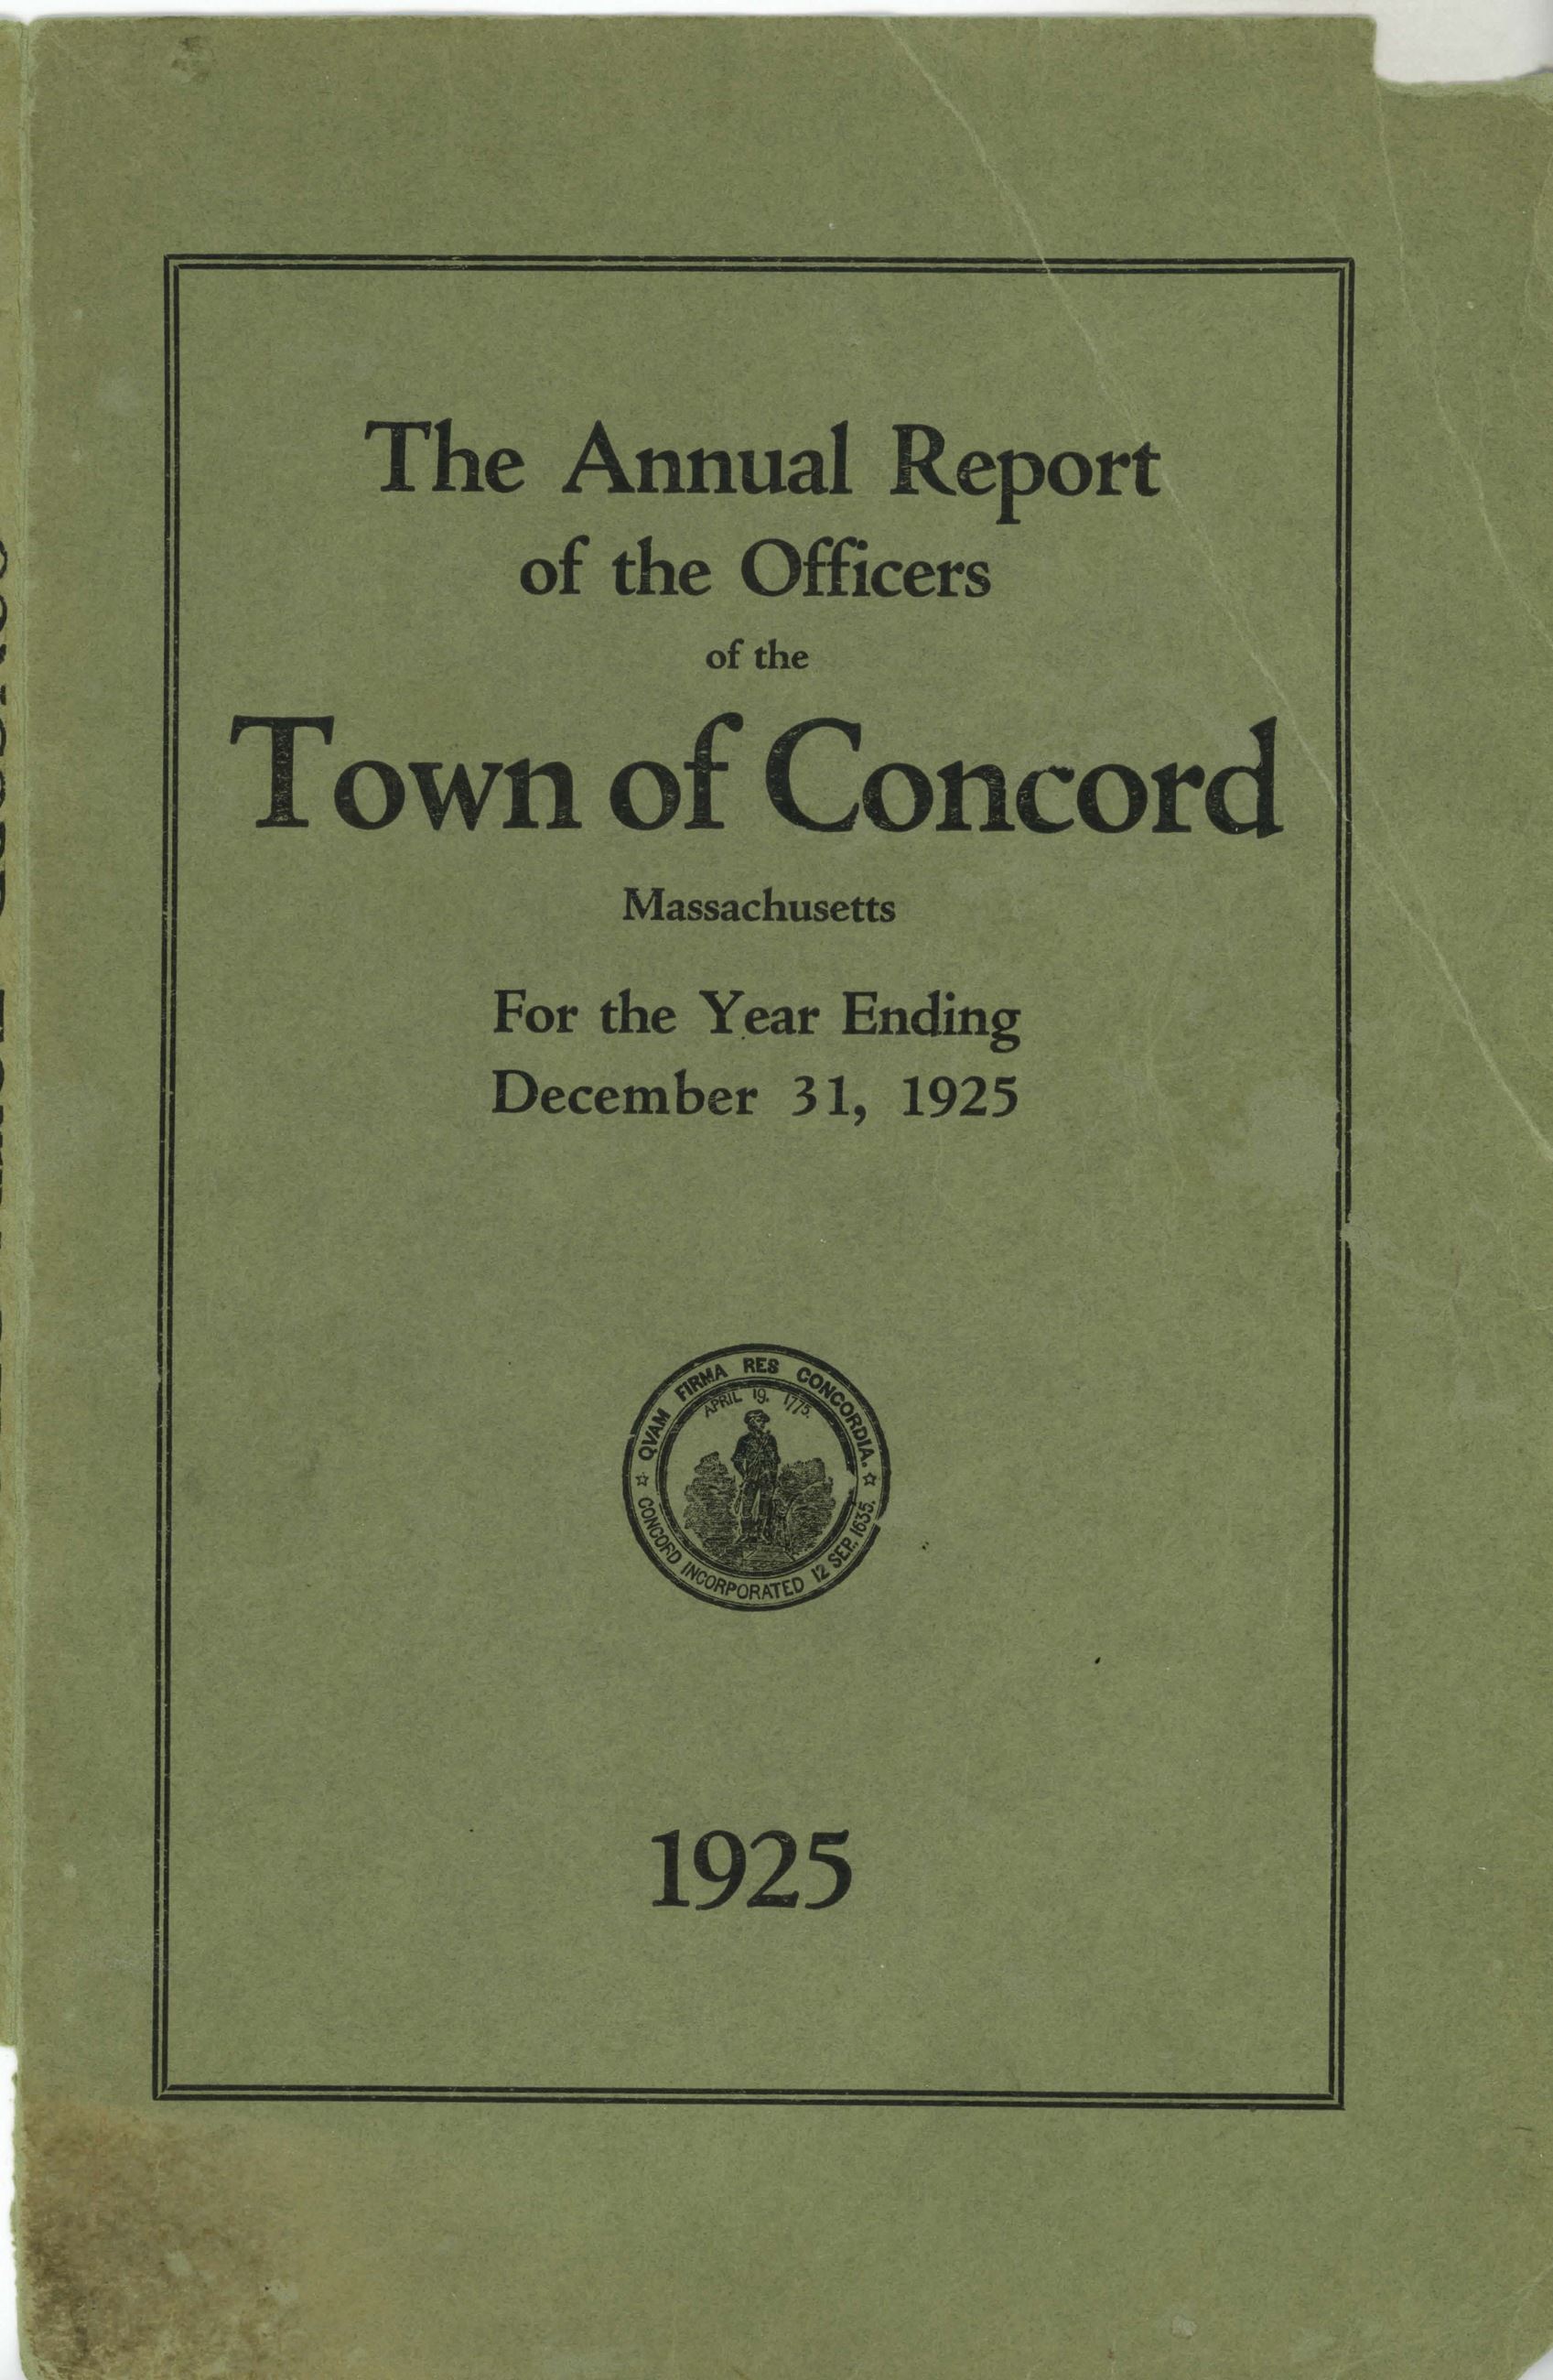 The Annual Report
of the Officers
of the
Town of Concord
Massachusetts
For the Year Ending
December 31, 1925
QVAM FIRMA RES CONCORDIA.
APRIL 19, 1775.
CONCORD INCORPORATED 12 SEP. 1635.
1925